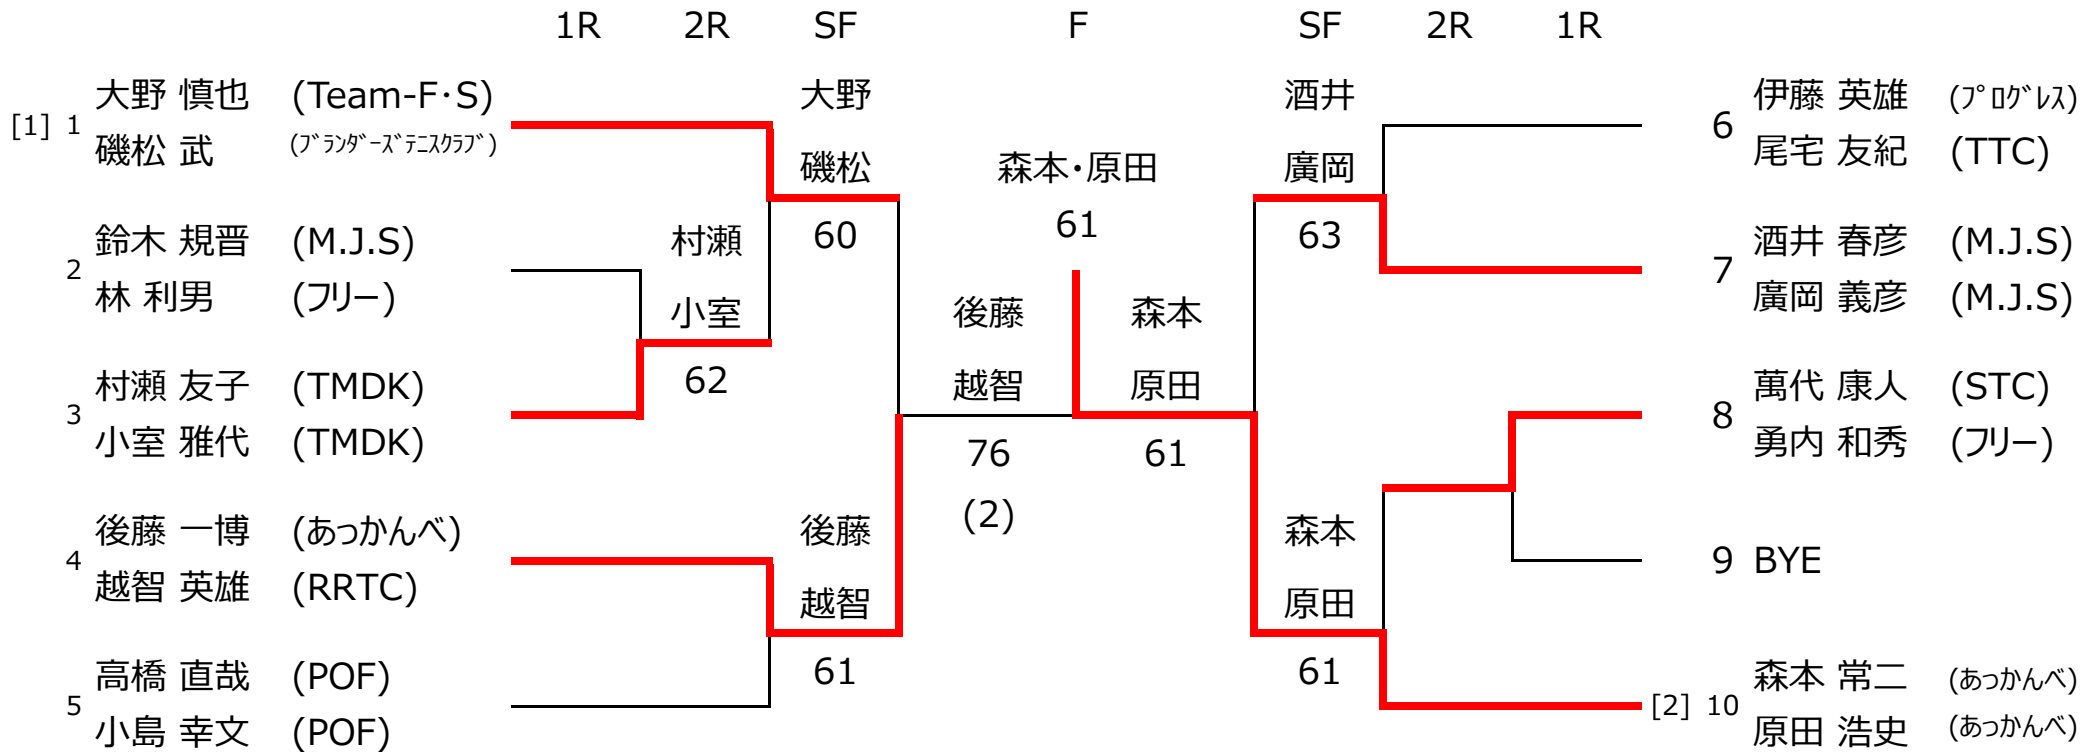 1R 2R SF F SF 2R 1R
[1] 1 大野 慎也 (Team-F･S)
磯松 武 (ﾌﾞﾗﾝﾀﾞｰｽﾞﾃﾆｽｸﾗﾌﾞ)
2 鈴木 規晋 (M.J.S)
林 利男 (フリー)
3 村瀬 友子 (TMDK)
小室 雅代 (TMDK)
4 後藤 一博 (あっかんべ)
越智 英雄 (RRTC)
5 高橋 直哉 (POF)
小島 幸文 (POF)
村瀬
小室
62
大野
磯松
60
後藤
越智
61
後藤
越智
76
(2)
森本･原田
61
森本
原田
61
酒井
廣岡
63
森本
原田
61
6 伊藤 英雄 (ﾌﾟﾛｸﾞﾚｽ)
尾宅 友紀 (TTC)
7 酒井 春彦 (M.J.S)
廣岡 義彦 (M.J.S)
8 萬代 康人 (STC)
勇内 和秀 (フリー)
9 BYE
[2] 10 森本 常二 (あっかんべ)
原田 浩史 (あっかんべ)